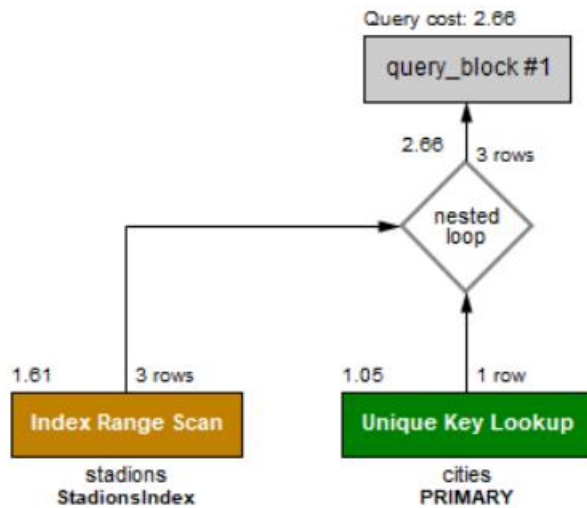 Query cost: 2.66
query_block #1
2.66
3 rows
nested
loop
1.61
3 rows
1.05
1 row
Index Range Scan
Unique Key Lookup
stadions
StadionsIndex
cities
PRIMARY